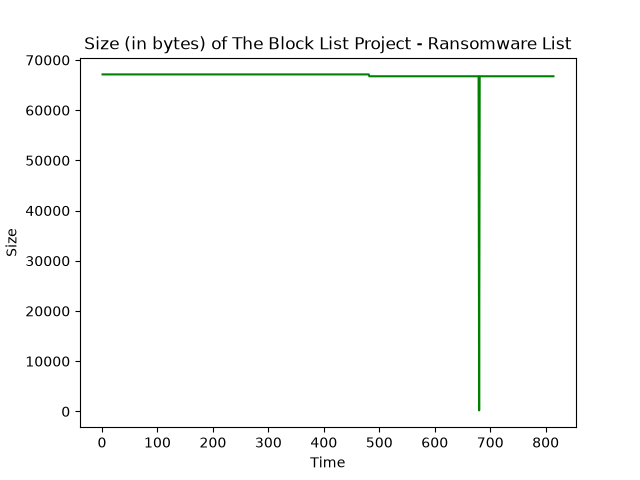 Size (in bytes) of The Block List Project - Ransomware List
70000
60000
50000
40000
30000
20000
10000
0
Size
0 100 200 300 400 500 600 700 800
Time